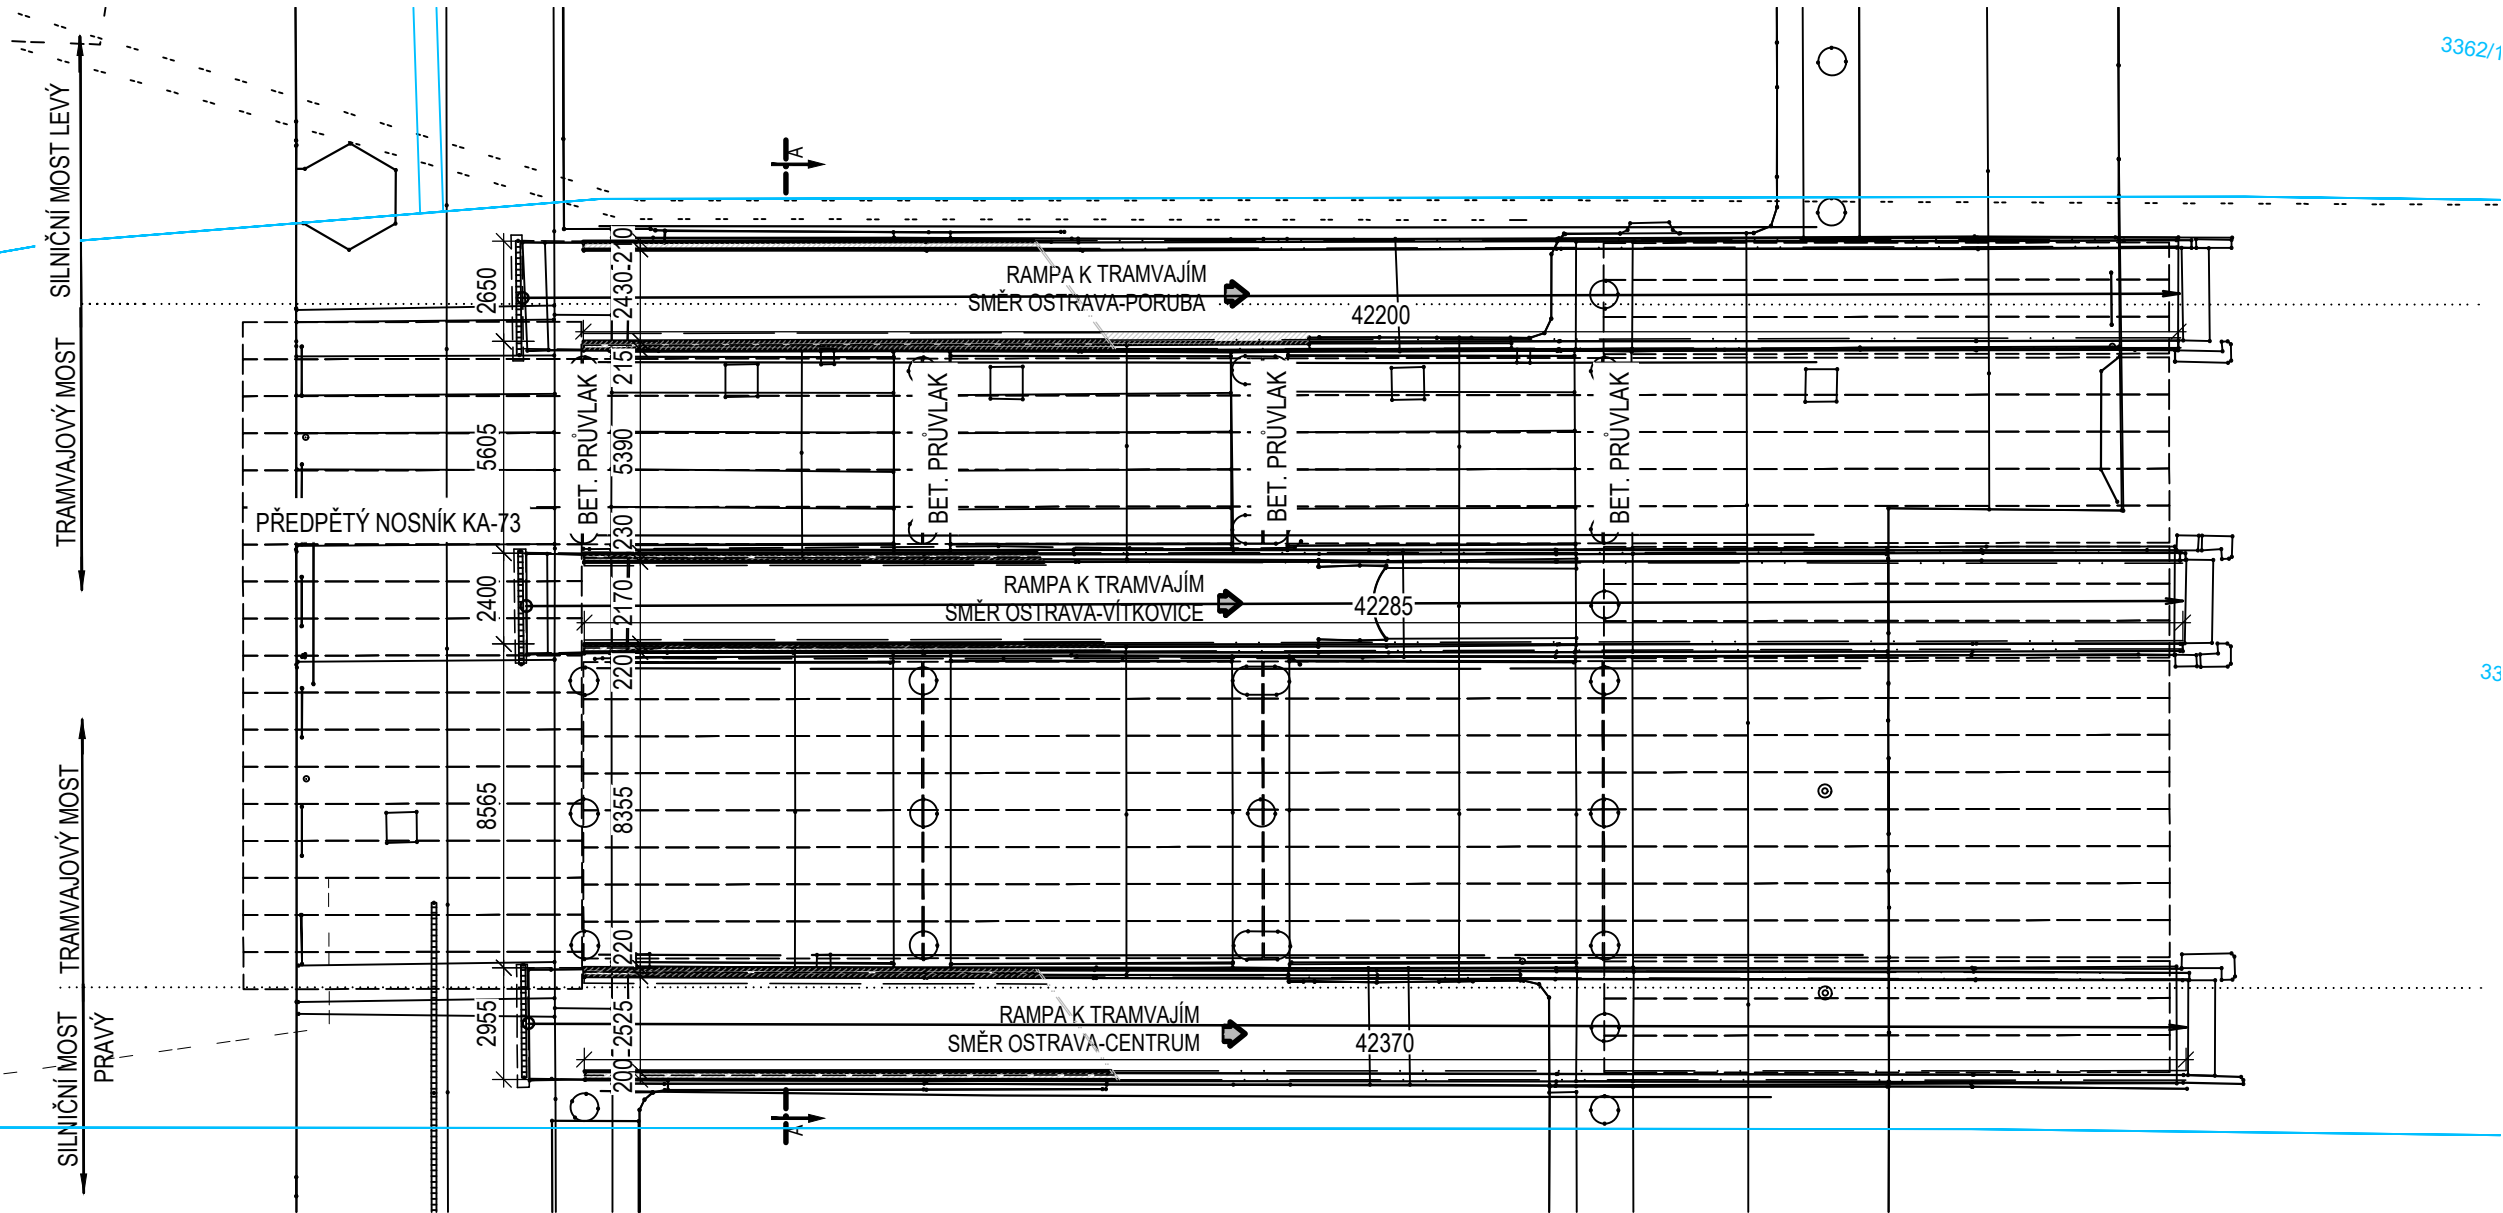 3362/1
SILNIČNÍ MOST LEVÝ
TRAMVAJOVÝ MOST
A
2650
5605
2400
8565
2955
210
2430
215
5390
230
2170
220
8355
220
2525
200
RAMPA K TRAMVAJÍM
SMĚR OSTRAVA-PORUBA
42200
BET. PRŮVLAK
BET. PRŮVLAK
BET. PRŮVLAK
BET. PRŮVLAK
PŘEDPĚTÝ NOSNÍK KA-73
RAMPA K TRAMVAJÍM
SMĚR OSTRAVA-VÍTKOVICE
42285
33
TRAMVAJOVÝ MOST
SILNIČNÍ MOST
PRAVÝ
RAMPA K TRAMVAJÍM
SMĚR OSTRAVA-CENTRUM
42370
A